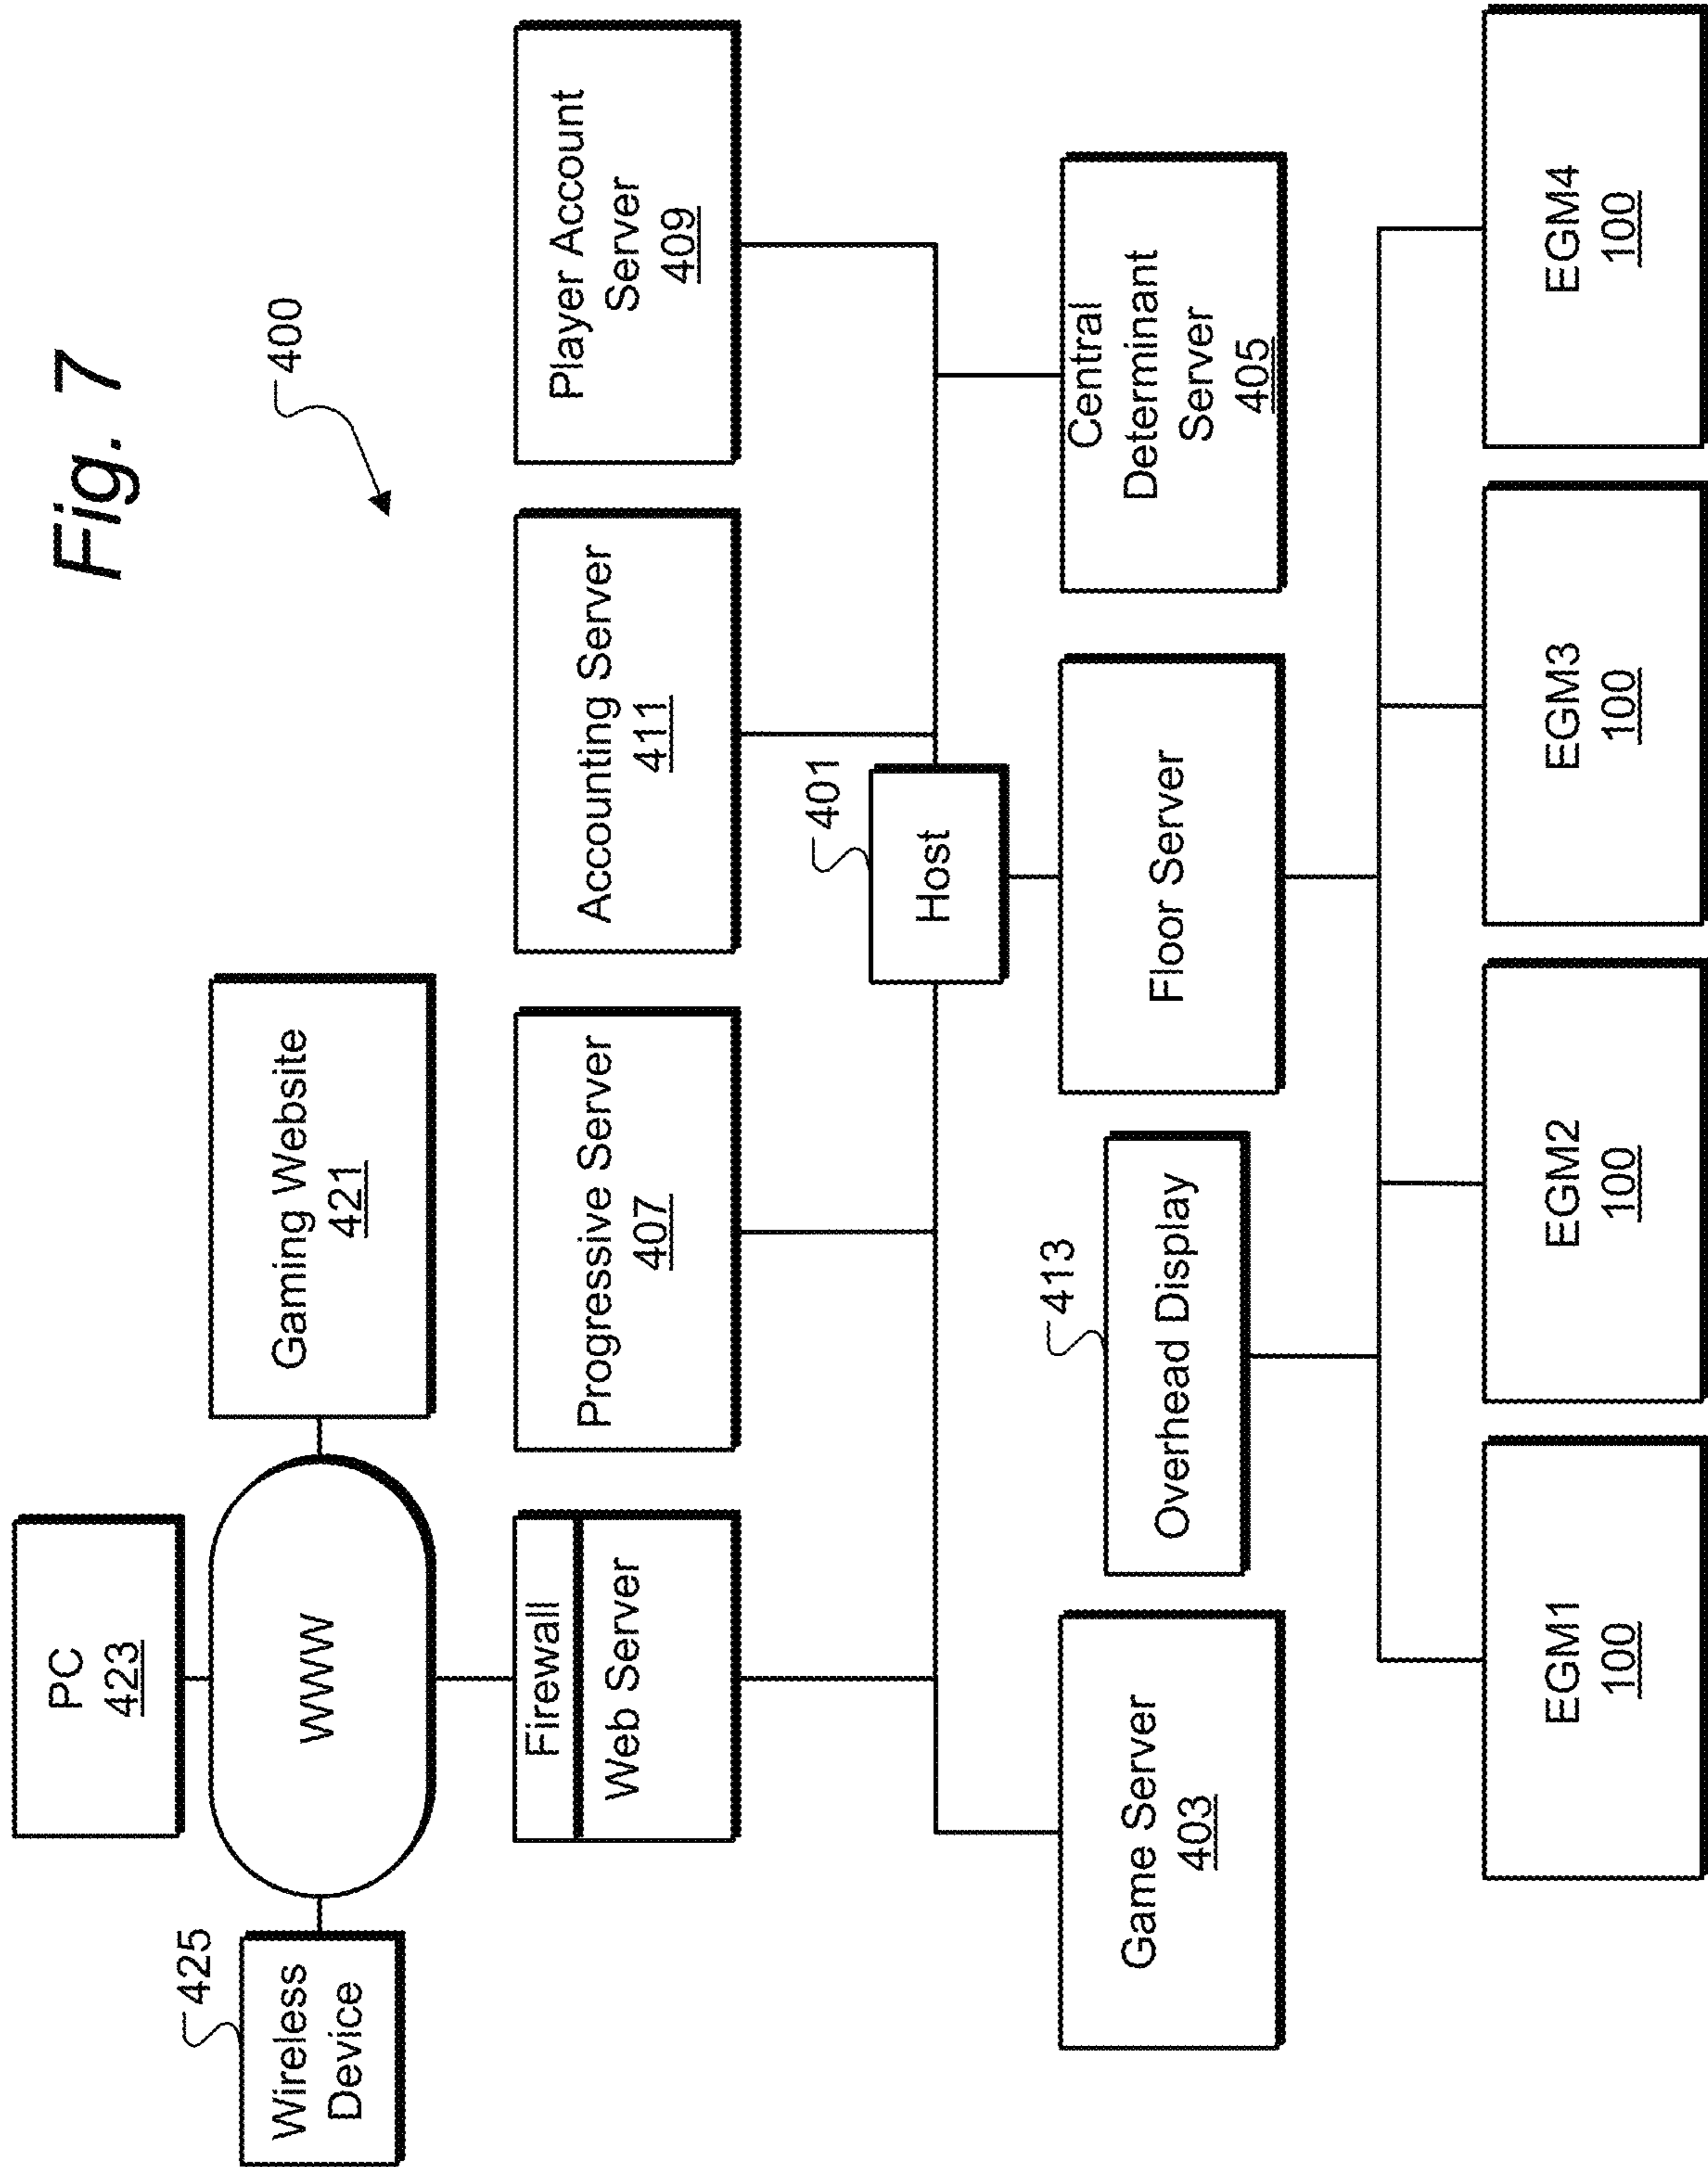 Fig. 7
400
PC
423
425
Wireless
Device
WWW
Gaming Website
421
Firewall
Web Server
Progressive Server
407
Accounting Server
411
Player Account
Server
409
401
Host
Game Server
403
413
Overhead Display
Floor Server
Central
Determinant
Server
405
EGM1
100
EGM2
100
EGM3
100
EGM4
100